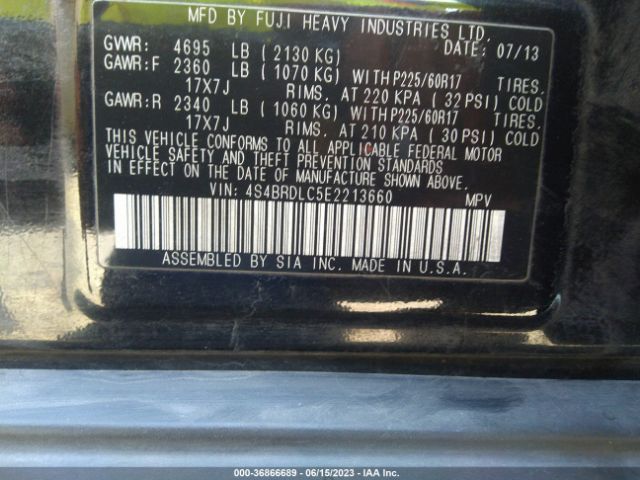 MFD BY FUJI HEAVY INDUSTRIES LTD.
GVWR: 4695 LB (2130 KG) DATE: 07/13
GAWR:F 2360 LB (1070 KG) WITH P225/60R17 TIRES.
17X7J RIMS. AT 220 KPA (32 PSI) COLD
GAWR:R 2340 LB (1060 KG) WITH P225/60R17 TIRES.
17X7J RIMS. AT 210 KPA (30 PSI) COLD
THIS VEHICLE CONFORMS TO ALL APPLICABLE FEDERAL MOTOR
VEHICLE SAFETY AND THEFT PREVENTION STANDARDS
IN EFFECT ON THE DATE OF MANUFACTURE SHOWN ABOVE.
VIN: 4S4BRDLC5E2213660 MPV
ASSEMBLED BY SIA INC. MADE IN U.S.A.
000-36866689 - 06/15/2023 - IAA Inc.